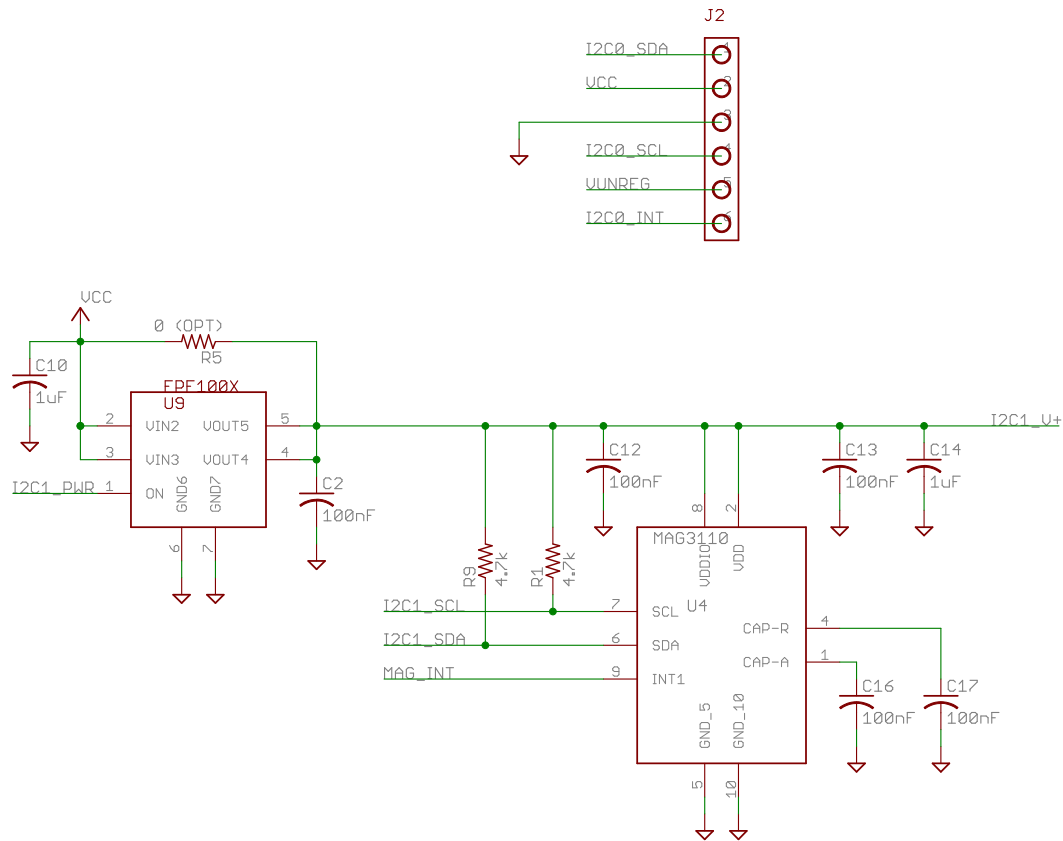 J2
I2C0_SDA 1
VCC 2
3
I2C0_SCL 4
VUNREG 5
I2C0_INT 6
VCC
0 (OPT)
R5
C10
1uF
FPF100X
U9
2 VIN2 VOUT5 5
3 VIN3 VOUT4 4
I2C1_PWR 1 ON
GND6
GND7
6
7
C2
100nF
I2C1_V+
C12
100nF
C13
100nF
C14
1uF
8
2
MAG3110
VDDIO
VDD
R9
4.7k
R1
4.7k
I2C1_SCL 7 SCL
U4
I2C1_SDA 6 SDA
MAG_INT 9 INT1
CAP-R 4
CAP-A 1
C16
100nF
C17
100nF
GND_5
GND_10
5
10